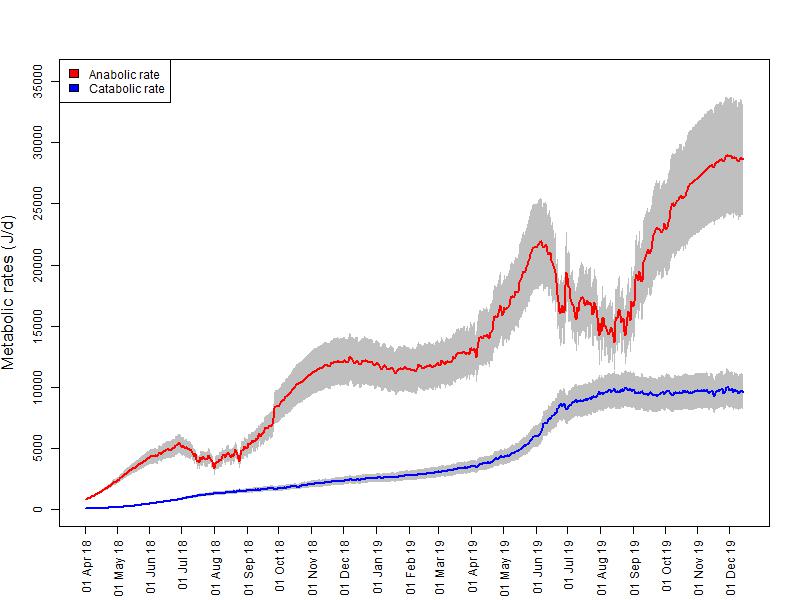 Anabolic rate
Catabolic rate
Metabolic rates (J/d)
35000
30000
25000
20000
15000
10000
5000
0
01 Apr 18
01 May 18
01 Jun 18
01 Jul 18
01 Aug 18
01 Sep 18
01 Oct 18
01 Nov 18
01 Dec 18
01 Jan 19
01 Feb 19
01 Mar 19
01 Apr 19
01 May 19
01 Jun 19
01 Jul 19
01 Aug 19
01 Sep 19
01 Oct 19
01 Nov 19
01 Dec 19